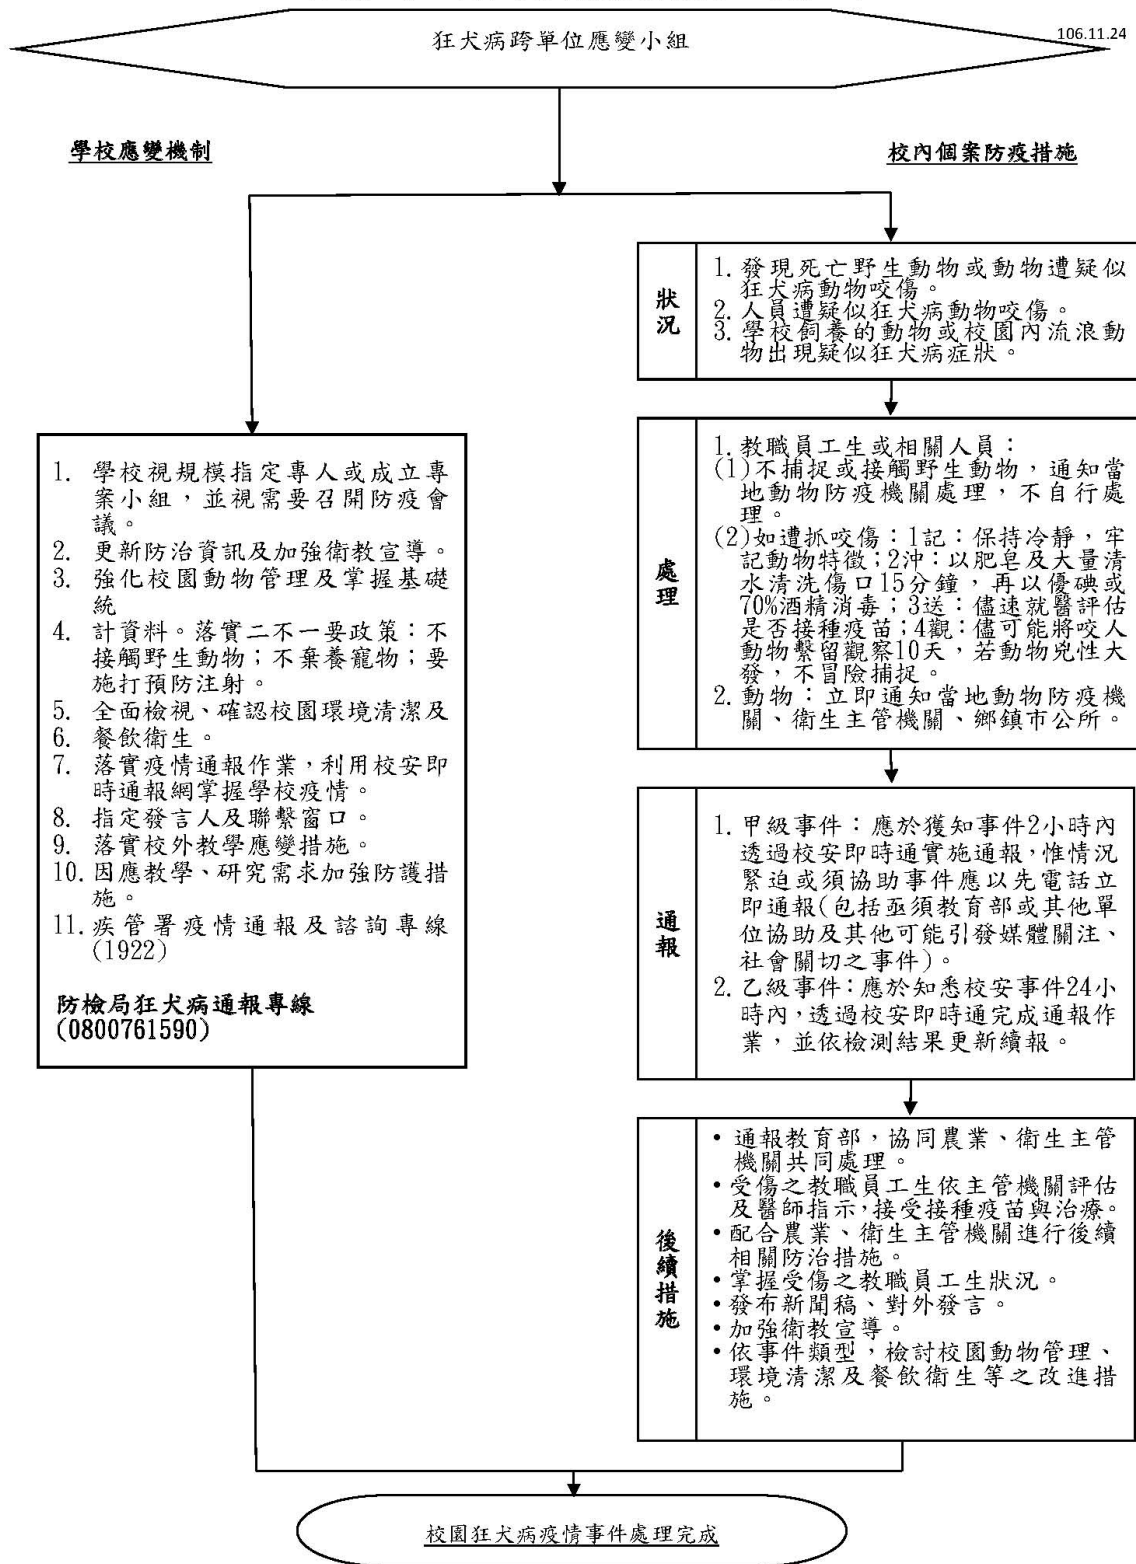 狂犬病跨單位應變小組
106.11.24
學校應變機制
校內個案防疫措施
1. 學校視規模指定專人或成立專
案小組，並視需要召開防疫會
議。
2. 更新防治資訊及加強衛教宣導。
3. 強化校園動物管理及掌握基礎
統
4. 計資料。落實二不一要政策：不
接觸野生動物；不棄養寵物；要
施打預防注射。
5. 全面檢視、確認校園環境清潔及
6. 餐飲衛生。
7. 落實疫情通報作業，利用校安即
時通報網掌握學校疫情。
8. 指定發言人及聯繫窗口。
9. 落實校外教學應變措施。
10. 因應教學、研究需求加強防護措
施。
11. 疾管署疫情通報及諮詢專線
(1922)
防檢局狂犬病通報專線
(0800761590)
狀況
1. 發現死亡野生動物或動物遭疑似
狂犬病動物咬傷。
2. 人員遭疑似狂犬病動物咬傷。
3. 學校飼養的動物或校園內流浪動
物出現疑似狂犬病症狀。
處理
1. 教職員工生或相關人員：
(1)不捕捉或接觸野生動物，通知當
地動物防疫機關處理，不自行處
理。
(2)如遭抓咬傷：1記：保持冷靜，牢
記動物特徵；2沖：以肥皂及大量清
水清洗傷口15分鐘，再以優碘或
70%酒精消毒；3送：儘速就醫評估
是否接種疫苗；4觀：儘可能將咬人
動物繫留觀察10天，若動物兇性大
發，不冒險捕捉。
2. 動物：立即通知當地動物防疫機
關、衛生主管機關、鄉鎮市公所。
通報
1. 甲級事件：應於獲知事件2小時內
透過校安即時通實施通報，惟情況
緊迫或須協助事件應以先電話立
即通報(包括亟須教育部或其他單
位協助及其他可能引發媒體關注、
社會關切之事件)。
2. 乙級事件：應於知悉校安事件24小
時內，透過校安即時通完成通報作
業，並依檢測結果更新續報。
後續措施
• 通報教育部，協同農業、衛生主管
機關共同處理。
• 受傷之教職員工生依主管機關評估
及醫師指示，接受接種疫苗與治療。
• 配合農業、衛生主管機關進行後續
相關防治措施。
• 掌握受傷之教職員工生狀況。
• 發布新聞稿、對外發言。
• 加強衛教宣導。
• 依事件類型，檢討校園動物管理、
環境清潔及餐飲衛生等之改進措
施。
校園狂犬病疫情事件處理完成